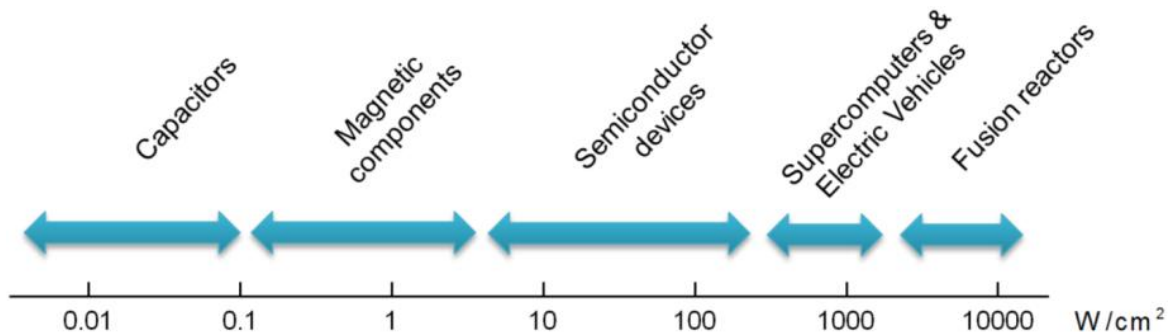 Capacitors
Magnetic
components
Semiconductor
devices
Supercomputers &
Electric Vehicles
Fusion reactors
0.01 0.1 1 10 100 1000 10000 W/cm²